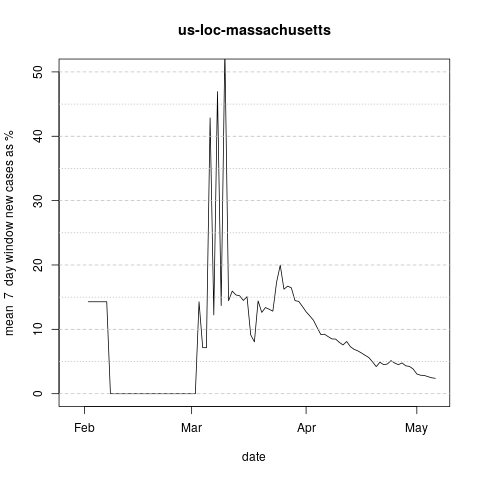 us-loc-massachusetts
mean 7 day window new cases as %
50
40
30
20
10
0
Feb
Mar
Apr
May
date